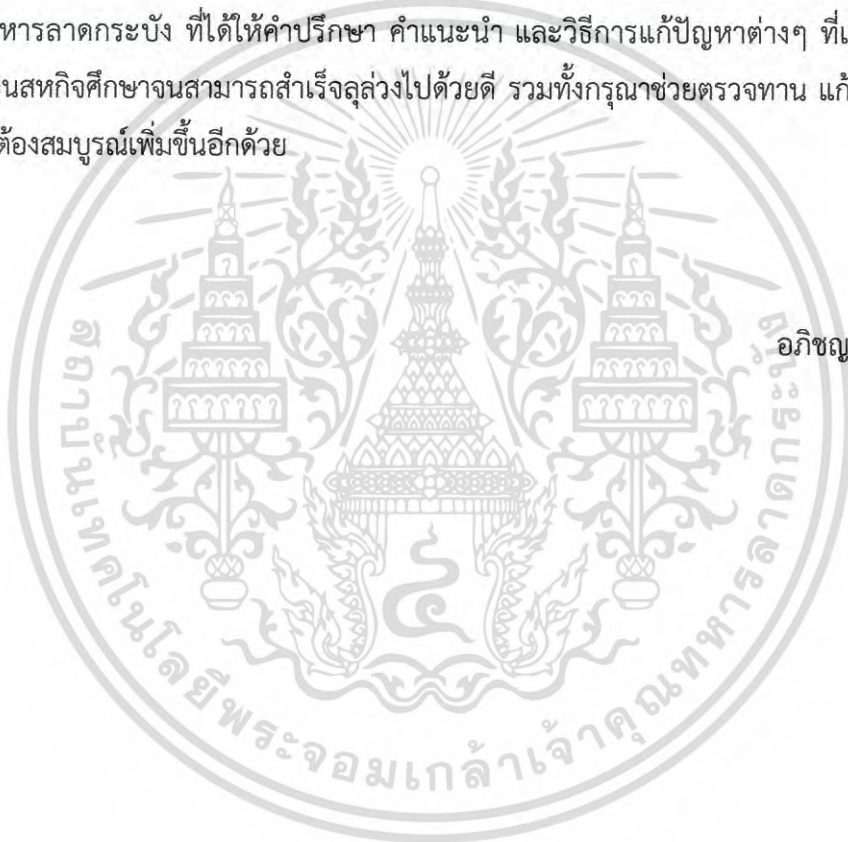 หารลาดกระบัง ที่ได้ให้คำปรึกษา คำแนะนำ และวิธีการแก้ปัญหาต่างๆ ที่เ
นสหกิจศึกษาจนสามารถสำเร็จลุล่วงไปด้วยดี รวมทั้งกรุณาช่วยตรวจทาน แก้
ต้องสมบูรณ์เพิ่มขึ้นอีกด้วย
อภิชญ
สถาบันเทคโนโลยีพระจอมเกล้าเจ้าคุณทหารลาดกระบัง
๔